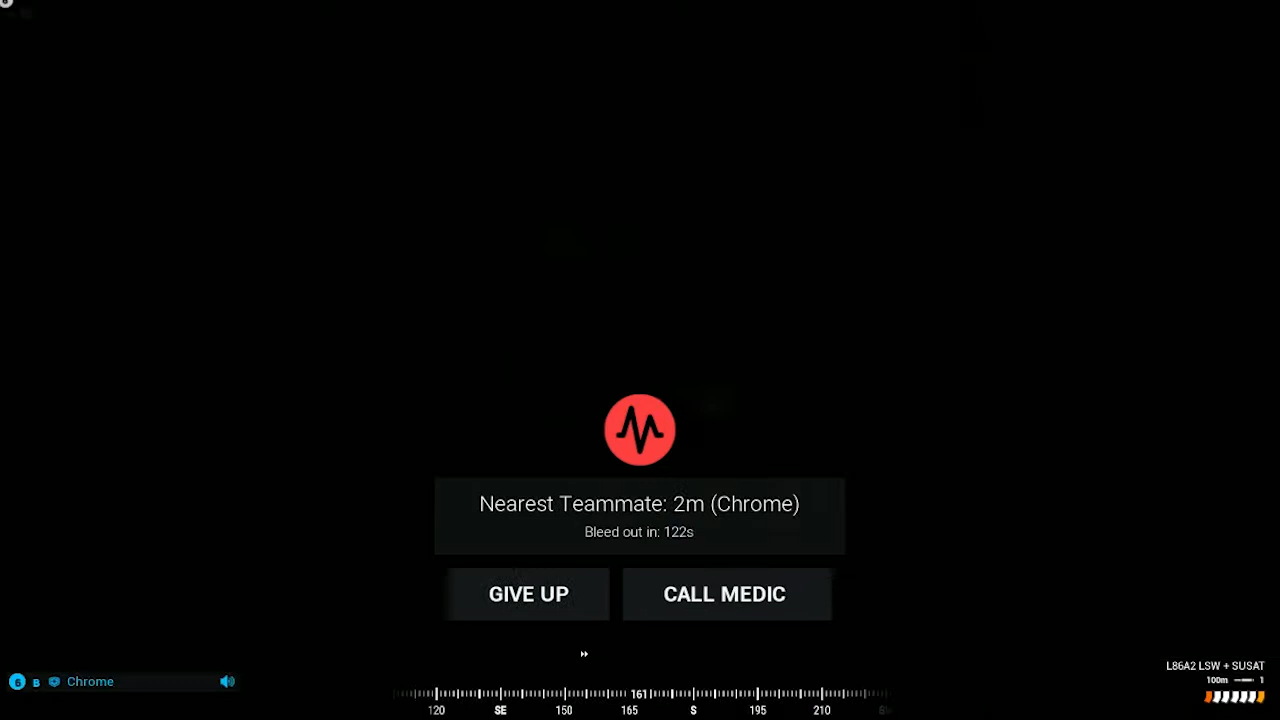 Nearest Teammate: 2m (Chrome)
Bleed out in: 122s
GIVE UP
CALL MEDIC
6 B Chrome
L86A2 LSW + SUSAT
100m 1
161
120 SE 150 165 S 195 210